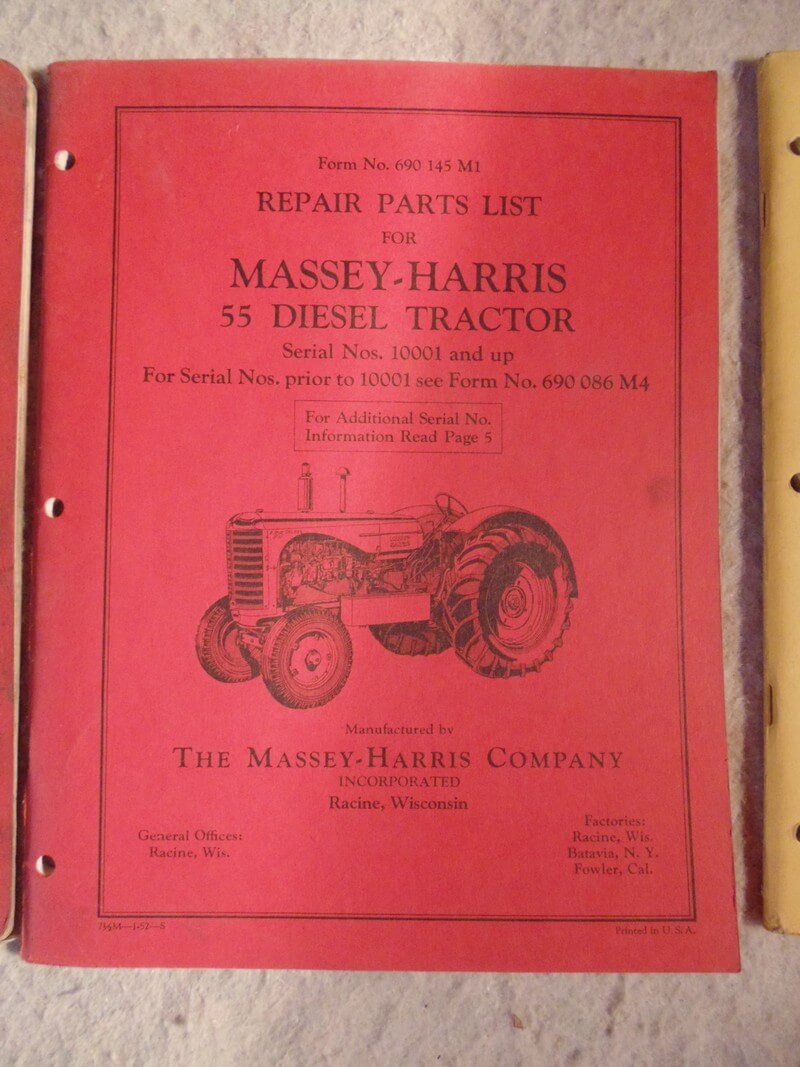 Form No. 690 145 M1
REPAIR PARTS LIST
FOR
MASSEY-HARRIS
55 DIESEL TRACTOR
Serial Nos. 10001 and up
For Serial Nos. prior to 10001 see Form No. 690 086 M4
For Additional Serial No.
Information Read Page 5
Manufactured by
THE MASSEY-HARRIS COMPANY
INCORPORATED
Racine, Wisconsin
General Offices:
Racine, Wis.
Factories:
Racine, Wis.
Batavia, N. Y.
Fowler, Cal.
1-52—S
Printed in U. S. A.